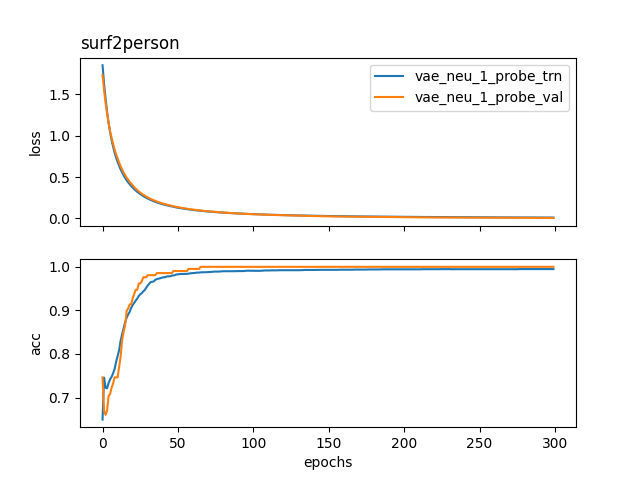 surf2person
vae_neu_1_probe_trn
vae_neu_1_probe_val
1.5
1.0
0.5
0.0
loss
1.0
0.9
0.8
0.7
acc
0 50 100 150 200 250 300
epochs